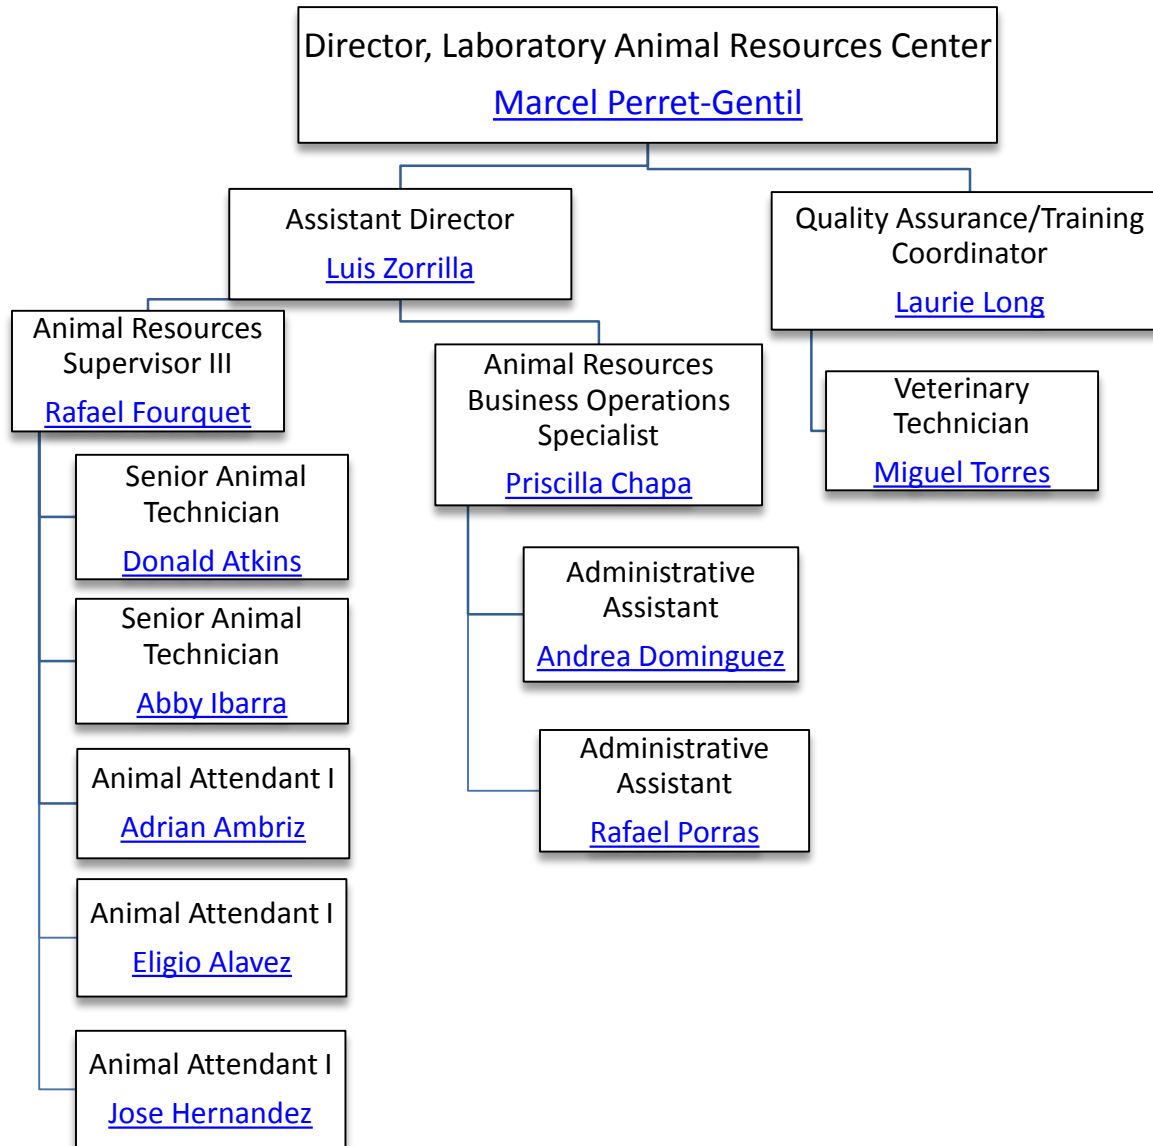 Director, Laboratory Animal Resources Center
Marcel Perret-Gentil
Assistant Director
Luis Zorrilla
Quality Assurance/Training
Coordinator
Laurie Long
Animal Resources
Supervisor III
Rafael Fourquet
Animal Resources
Business Operations
Specialist
Priscilla Chapa
Veterinary
Technician
Miguel Torres
Senior Animal
Technician
Donald Atkins
Senior Animal
Technician
Abby Ibarra
Animal Attendant I
Adrian Ambriz
Animal Attendant I
Eligio Alavez
Animal Attendant I
Jose Hernandez
Administrative
Assistant
Andrea Dominguez
Administrative
Assistant
Rafael Porras